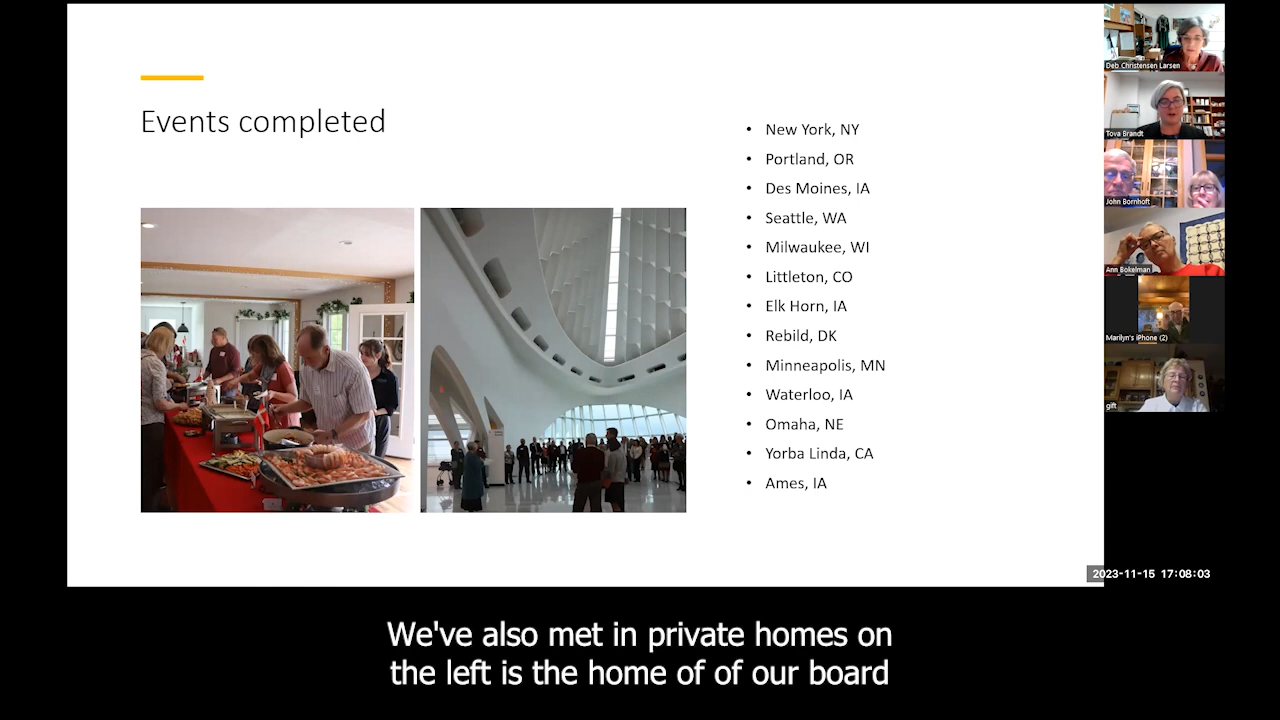 Events completed
• New York, NY
• Portland, OR
• Des Moines, IA
• Seattle, WA
• Milwaukee, WI
• Littleton, CO
• Elk Horn, IA
• Rebild, DK
• Minneapolis, MN
• Waterloo, IA
• Omaha, NE
• Yorba Linda, CA
• Ames, IA
Deb Christensen Larsen
Tova Brandt
John Bornhoft
Ann Bokelman
Marilyn's iPhone (2)
gift
2023-11-15 17:08:03
We've also met in private homes on
the left is the home of of our board